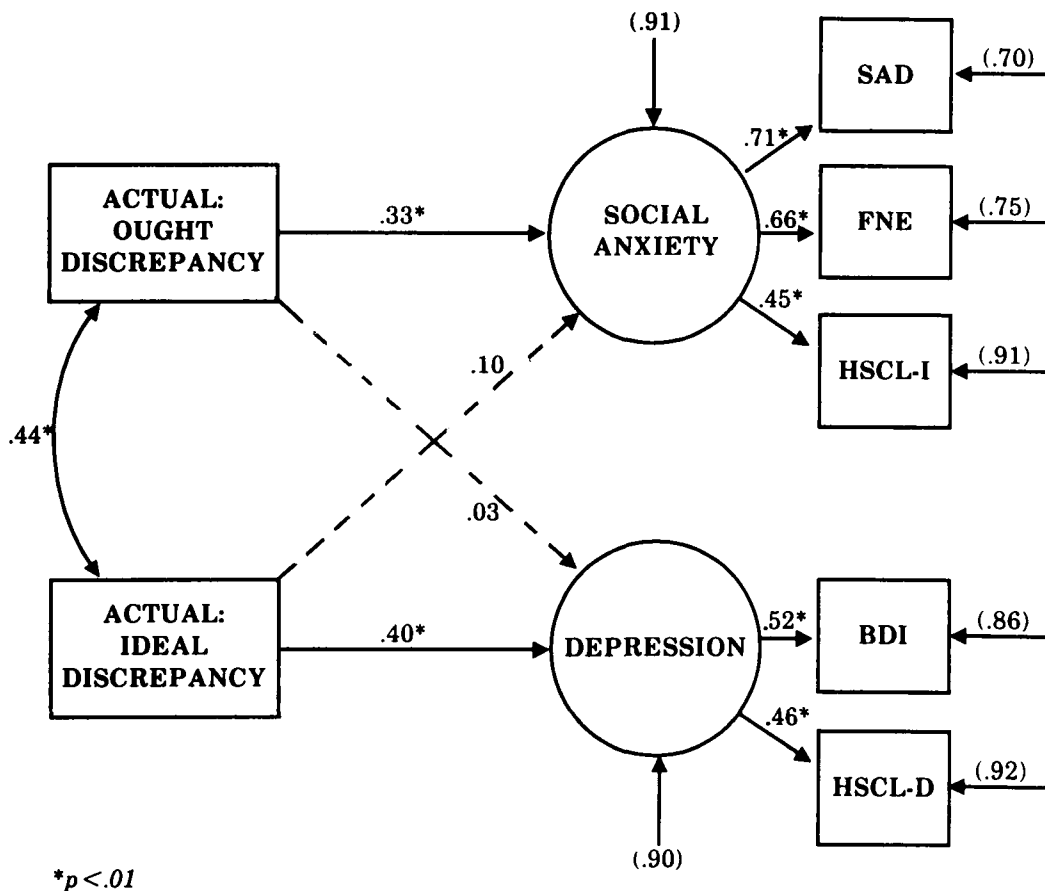 (.91)
SAD
(.70)
.71*
ACTUAL:
OUGHT
DISCREPANCY
.33*
SOCIAL
ANXIETY
.66*
FNE
(.75)
.45*
HSCL-I
(.91)
.10
.44*
.03
ACTUAL:
IDEAL
DISCREPANCY
.40*
DEPRESSION
.52*
BDI
(.86)
.46*
HSCL-D
(.92)
(.90)
*p<.01